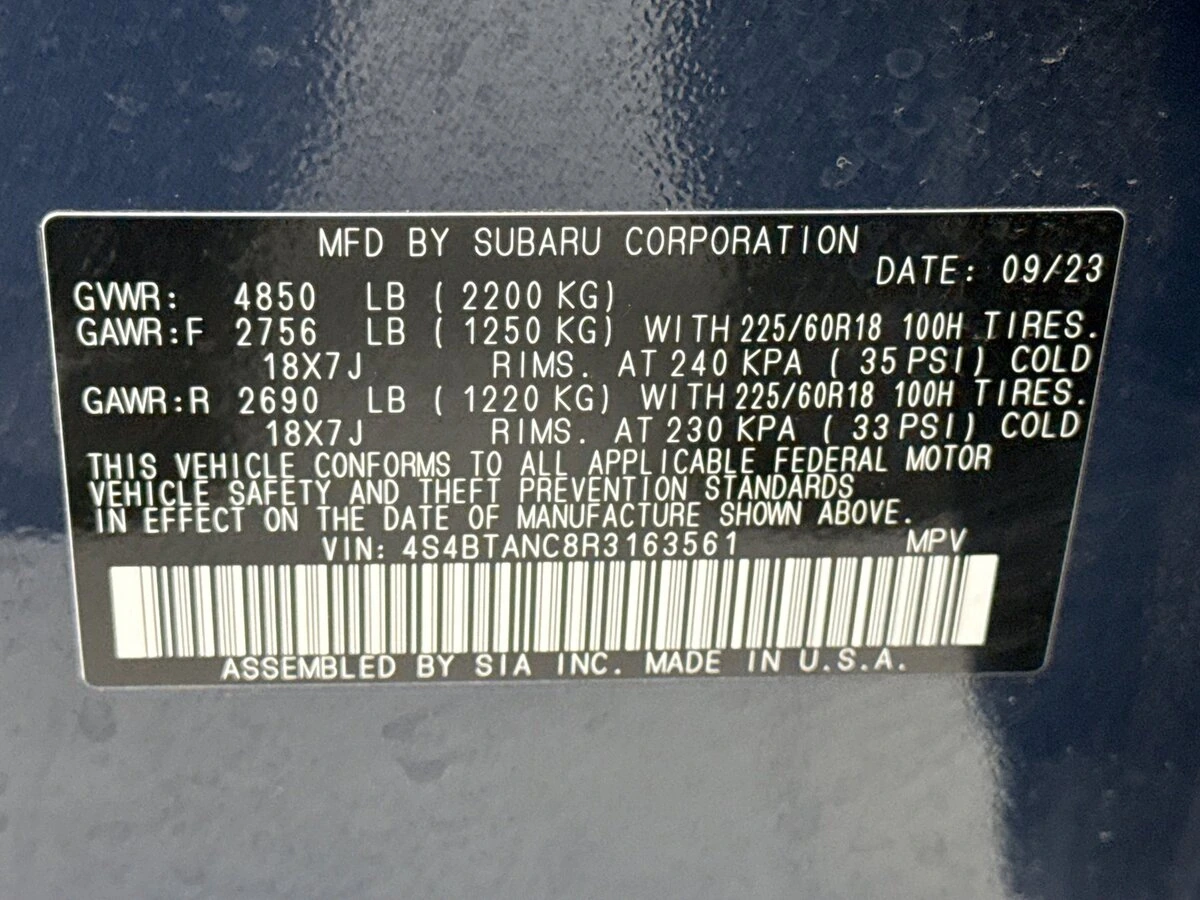 MFD BY SUBARU CORPORATION
DATE: 09/23
GVWR: 4850 LB ( 2200 KG)
GAWR:F 2756 LB ( 1250 KG) WITH 225/60R18 100H TIRES.
18X7J RIMS. AT 240 KPA ( 35 PSI) COLD
GAWR:R 2690 LB ( 1220 KG) WITH 225/60R18 100H TIRES.
18X7J RIMS. AT 230 KPA ( 33 PSI) COLD
THIS VEHICLE CONFORMS TO ALL APPLICABLE FEDERAL MOTOR
VEHICLE SAFETY AND THEFT PREVENTION STANDARDS
IN EFFECT ON THE DATE OF MANUFACTURE SHOWN ABOVE.
VIN: 4S4BTANC8R3163561 MPV
ASSEMBLED BY SIA INC. MADE IN U.S.A.